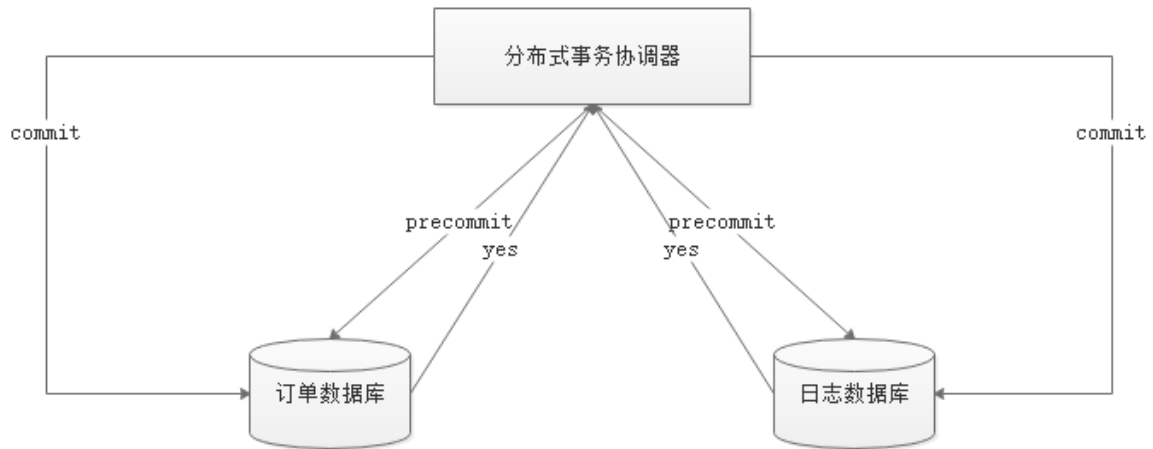 分布式事务协调器
commit
commit
precommit
precommit
yes
yes
订单数据库
日志数据库